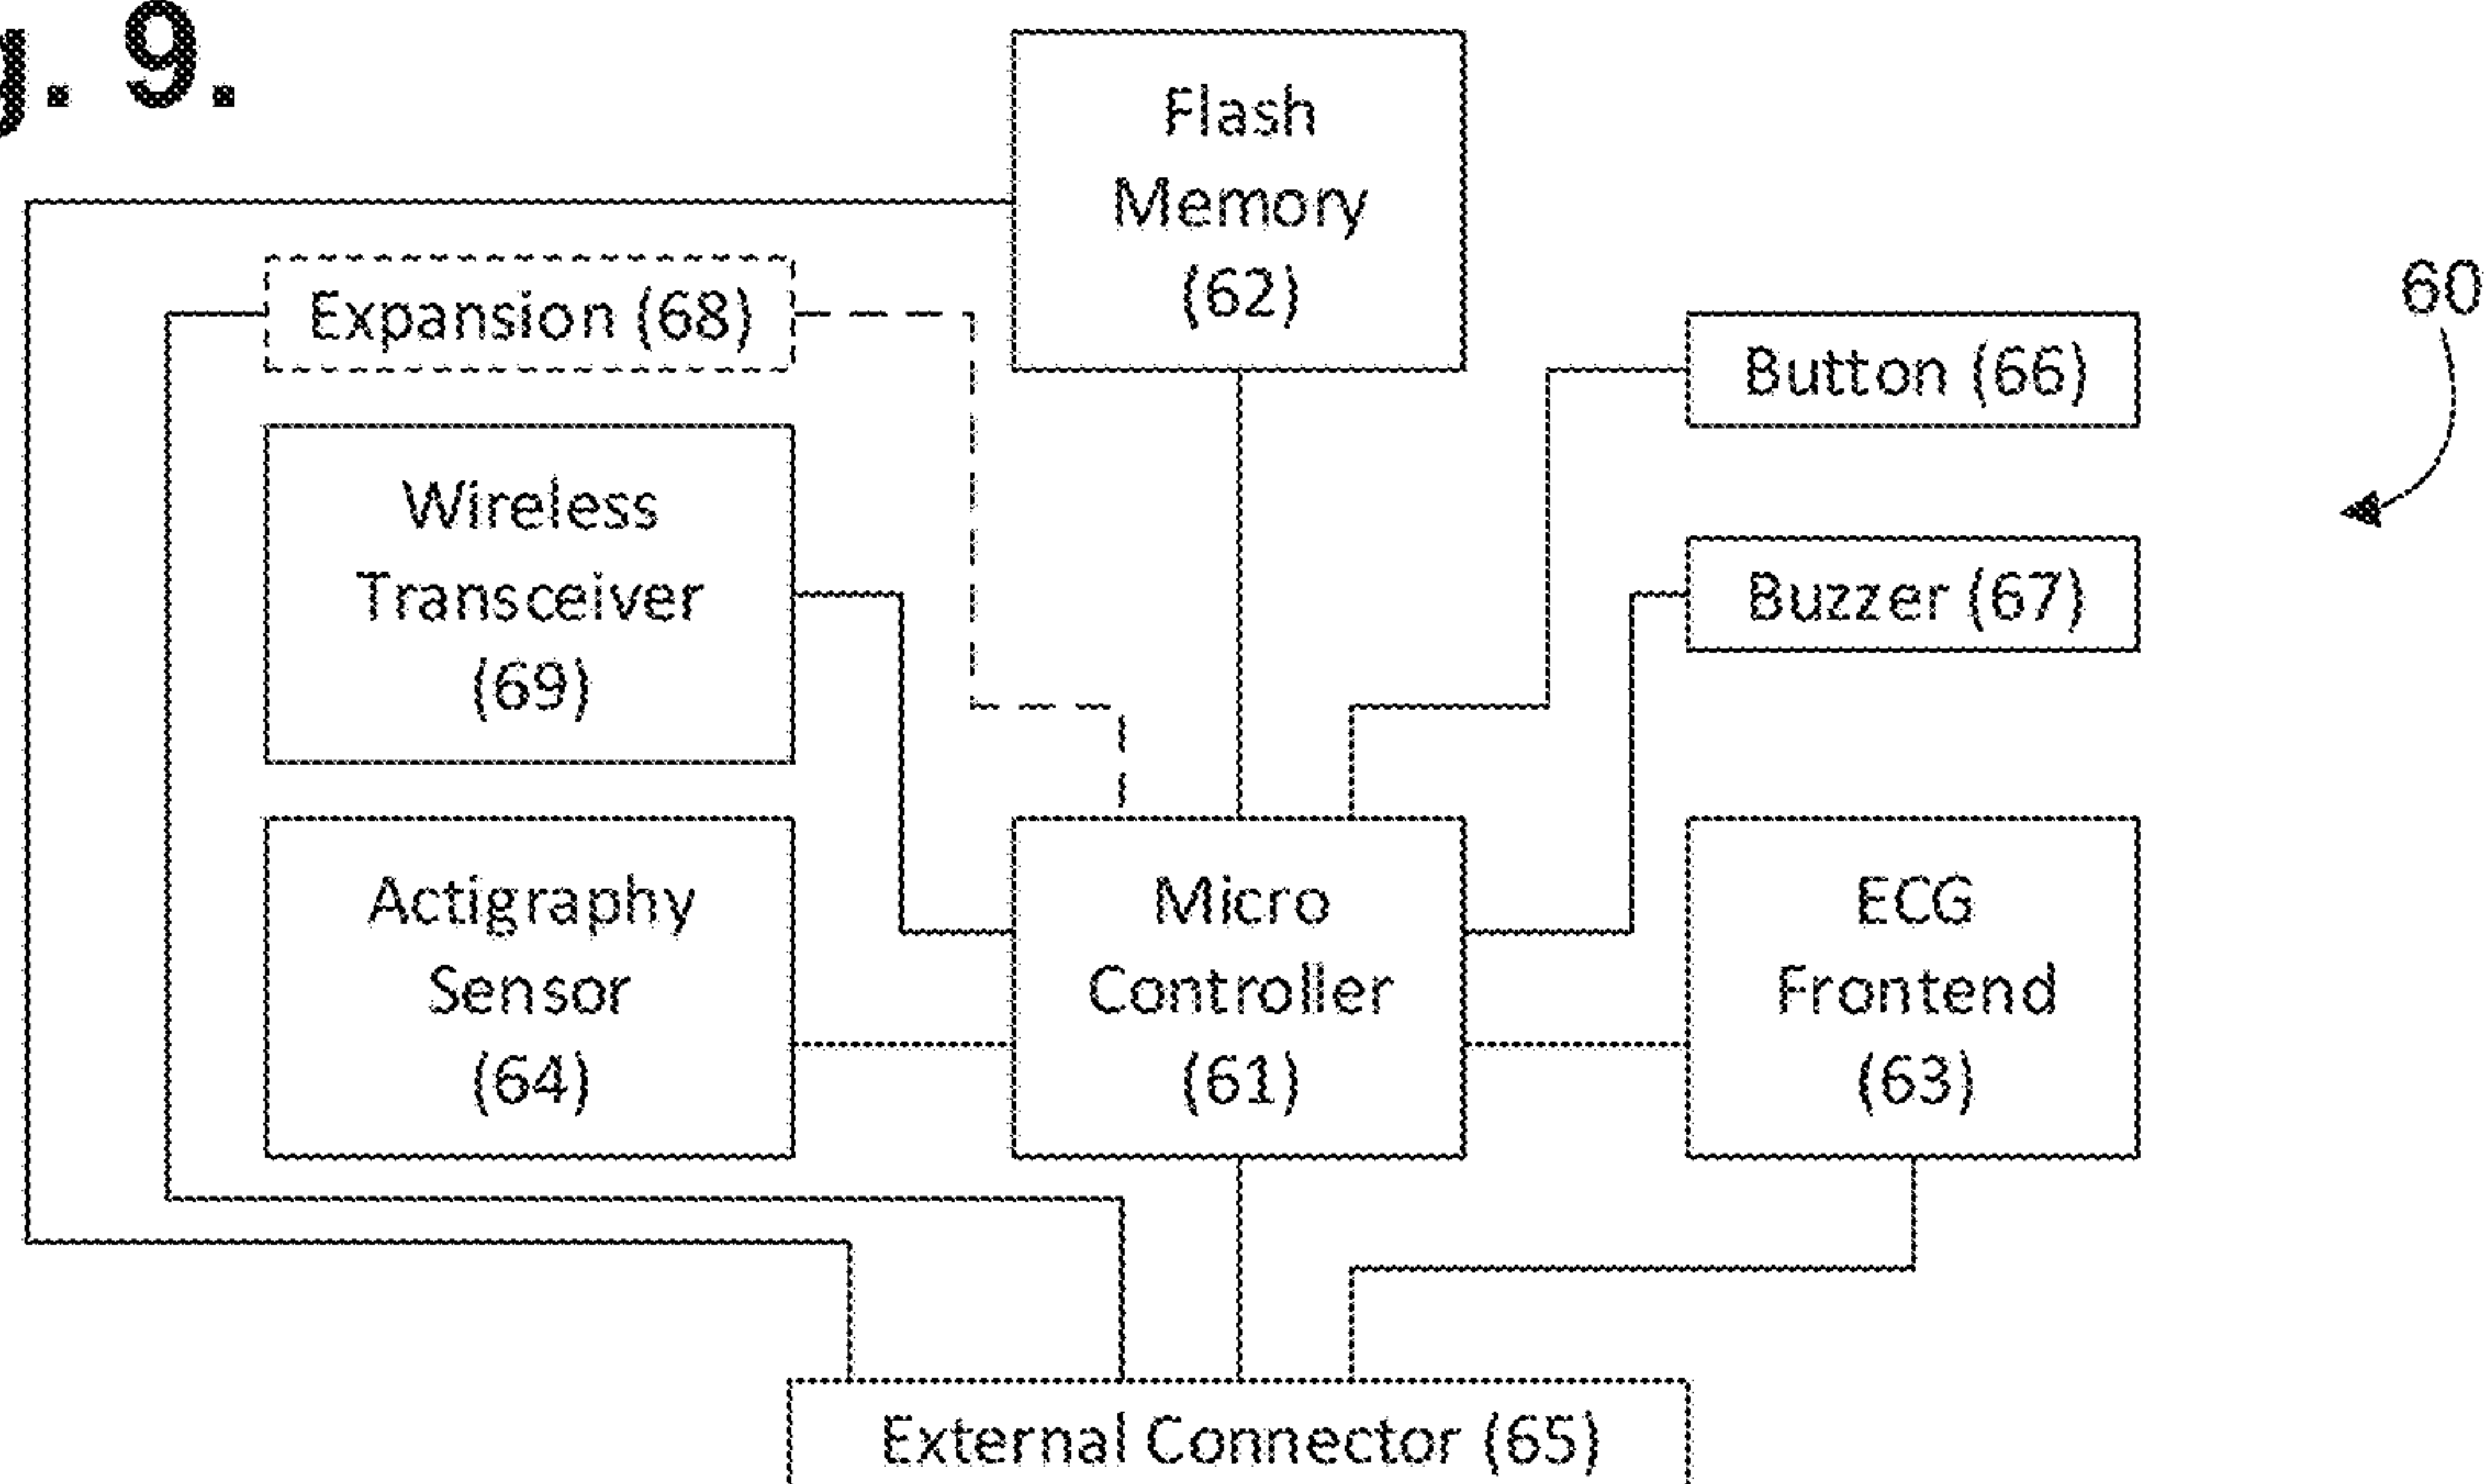 g. 9.
Flash
Memory
(62)
Expansion (68)
60
Button (66)
Wireless
Transceiver
(69)
Buzzer (67)
Actigraphy
Sensor
(64)
Micro
Controller
(61)
ECG
Frontend
(63)
External Connector (65)